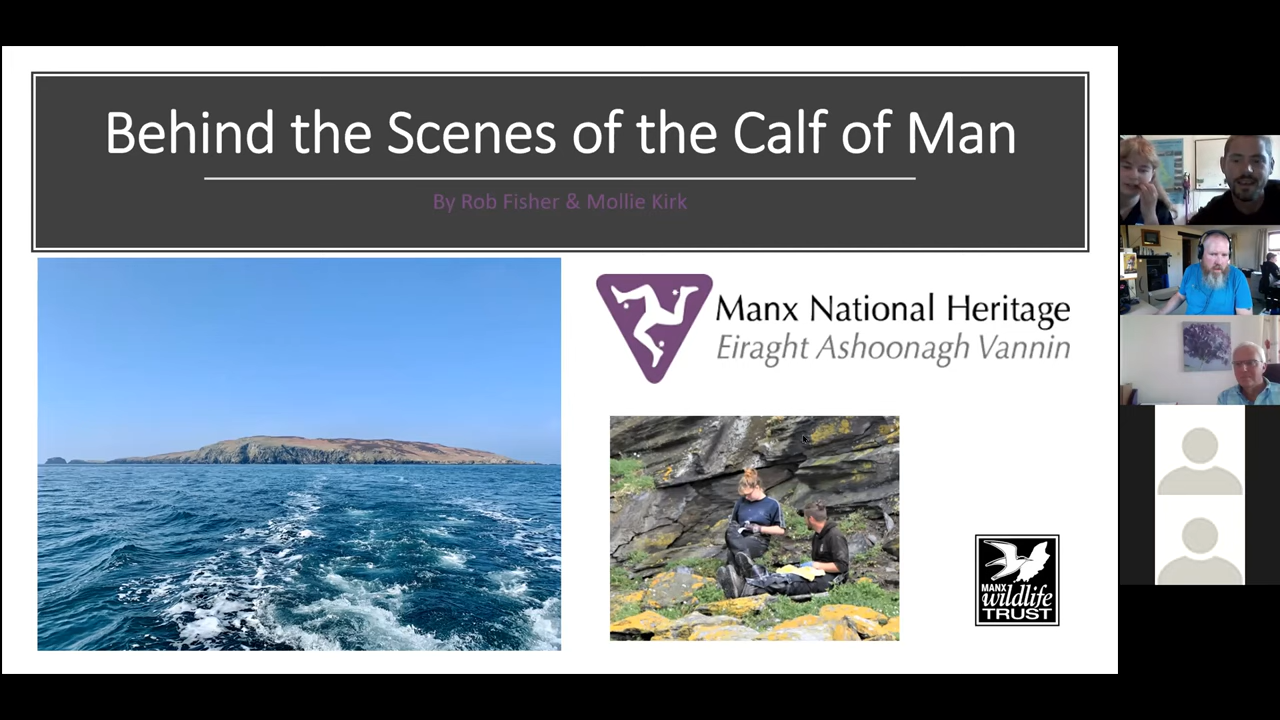 Behind the Scenes of the Calf of Man
By Rob Fisher & Mollie Kirk
Manx National Heritage
Eiraght Ashoonagh Vannin
MANX
wildlife
TRUST